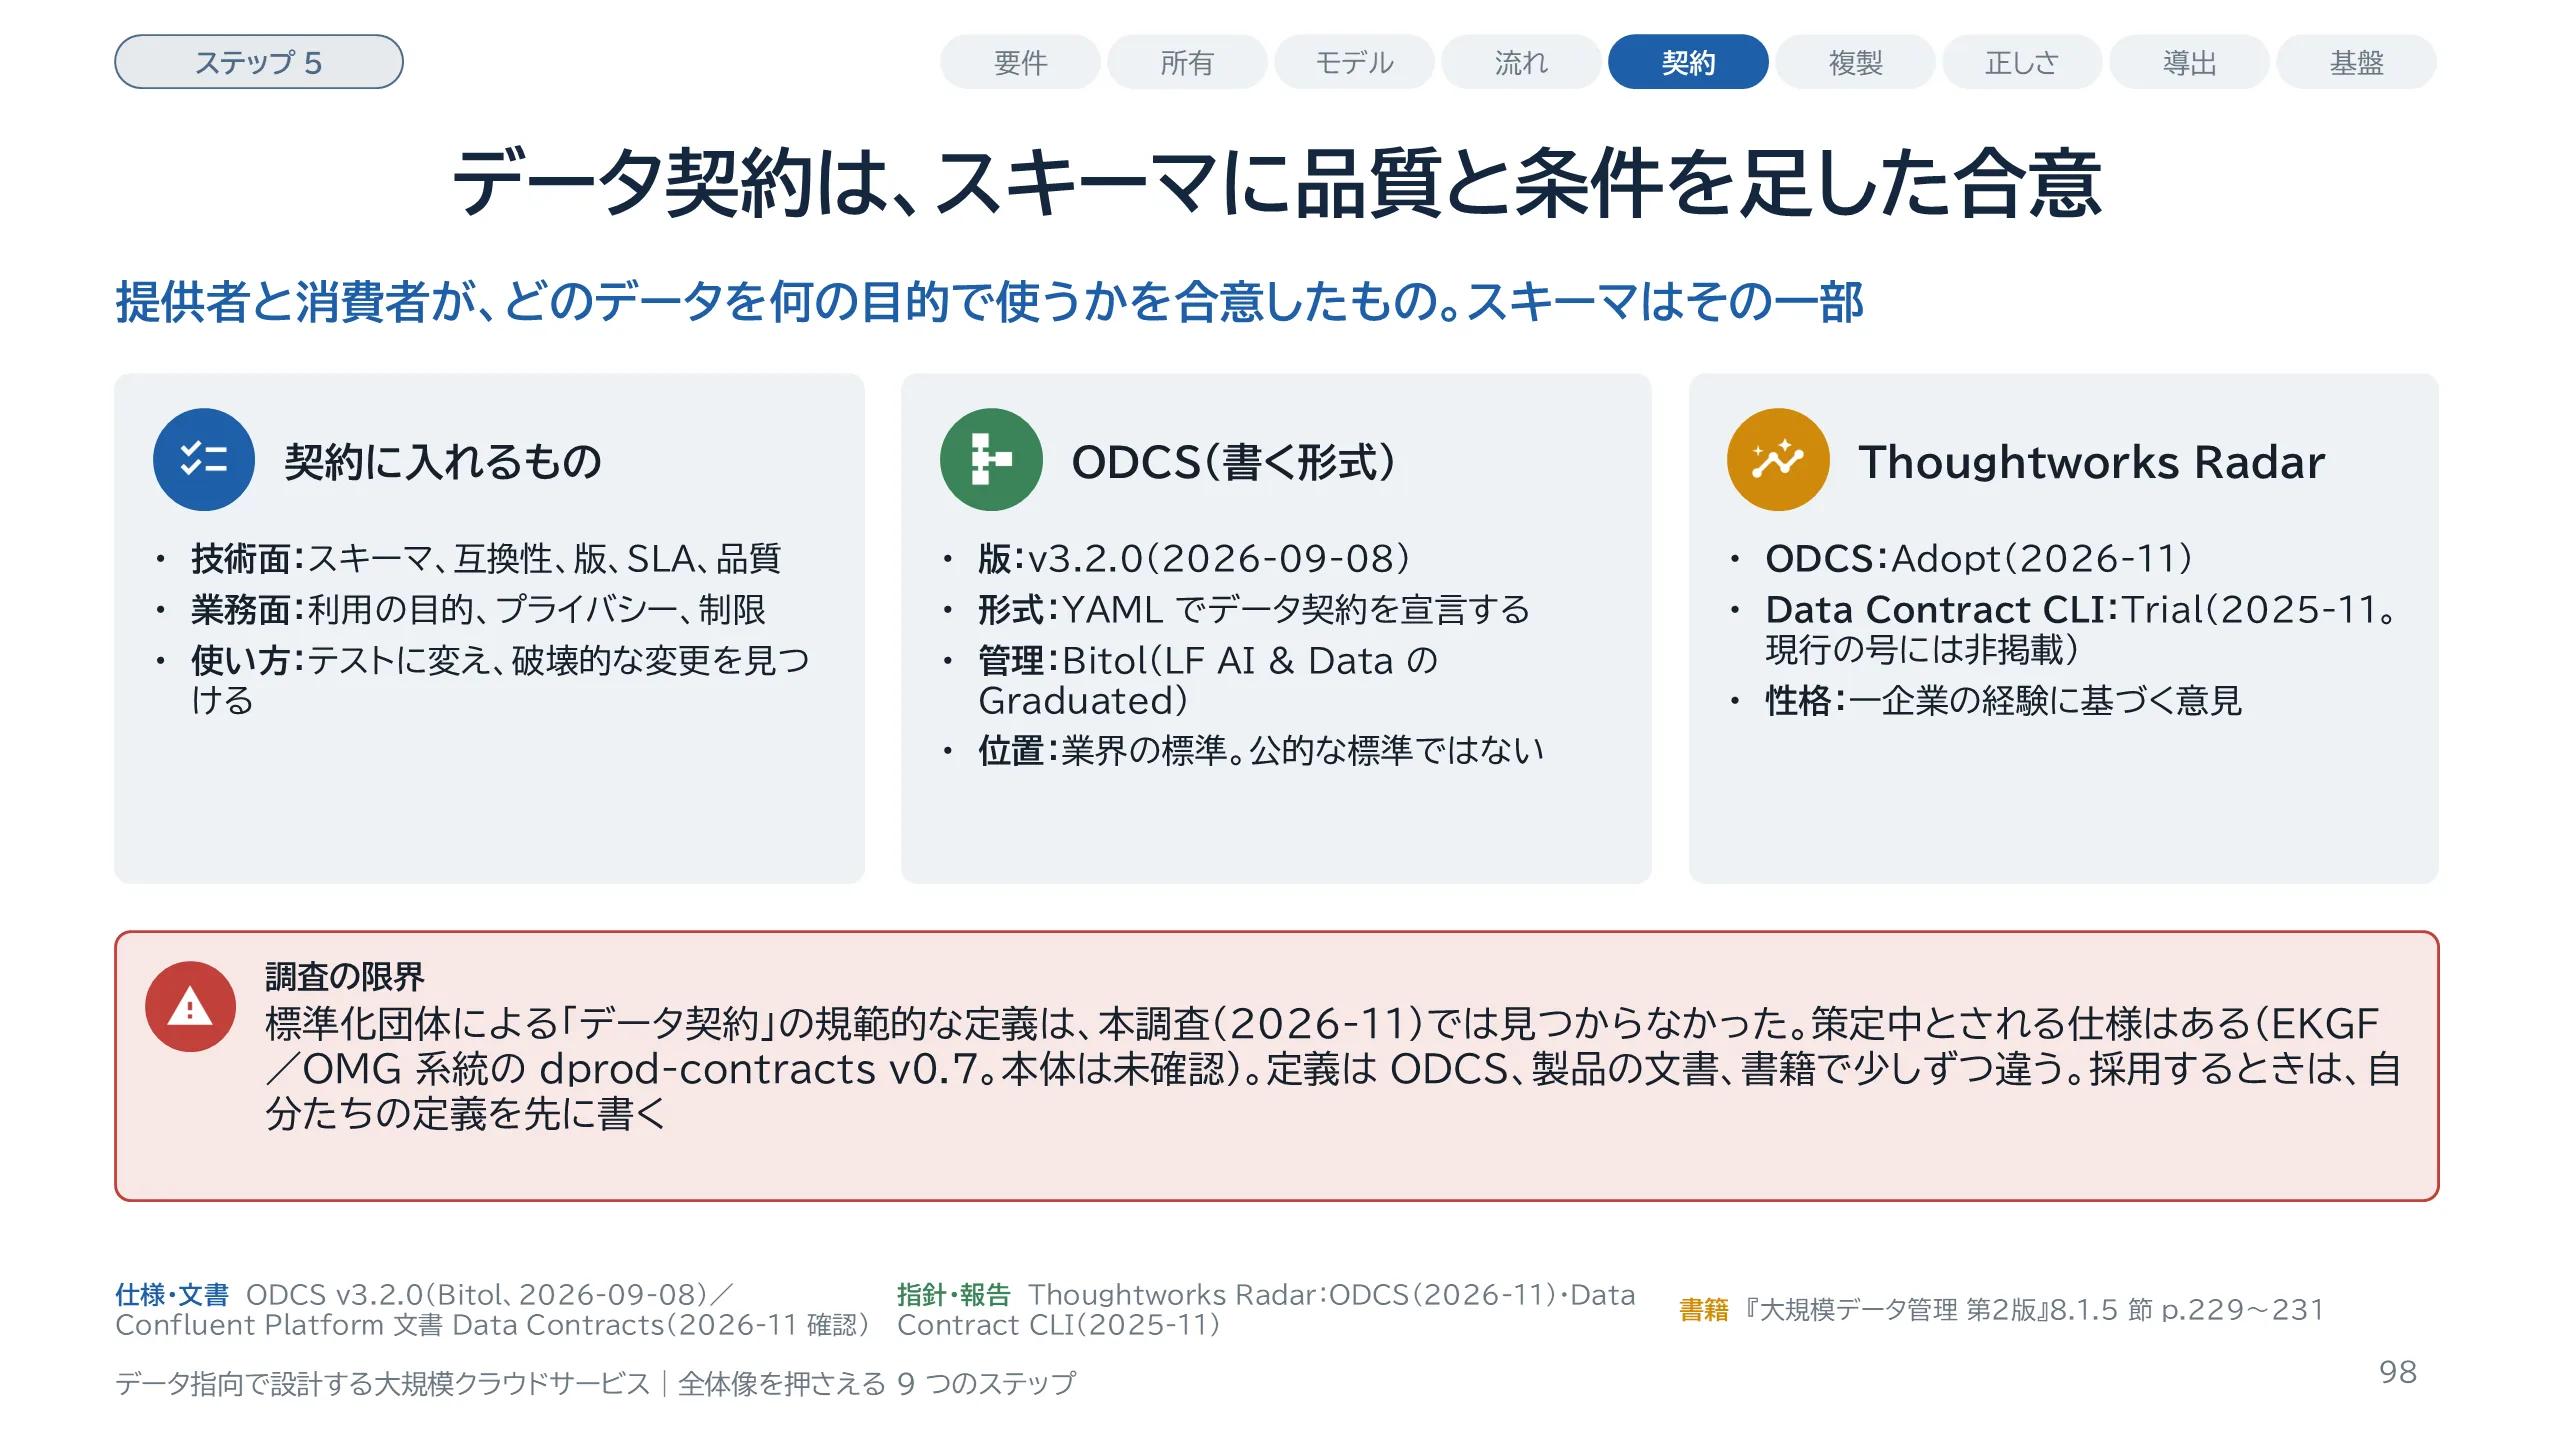 ステップ 5
要件
所有
モデル
流れ
契約
複製
正しさ
導出
基盤
データ契約は、スキーマに品質と条件を足した合意
提供者と消費者が、どのデータを何の目的で使うかを合意したもの。スキーマはその一部
契約に入れるもの
・ 技術面：スキーマ、互換性、版、SLA、品質
・ 業務面：利用の目的、プライバシー、制限
・ 使い方：テストに変え、破壊的な変更を見つ
ける
ODCS（書く形式）
・ 版：v3.2.0（2026-09-08）
・ 形式：YAML でデータ契約を宣言する
・ 管理：Bitol（LF AI & Data の
Graduated）
・ 位置：業界の標準。公的な標準ではない
Thoughtworks Radar
・ ODCS：Adopt（2026-11）
・ Data Contract CLI：Trial（2025-11。
現行の号には非掲載）
・ 性格：一企業の経験に基づく意見
調査の限界
標準化団体による「データ契約」の規範的な定義は、本調査（2026-11）では見つからなかった。策定中とされる仕様はある（EKGF
／OMG 系統の dprod-contracts v0.7。本体は未確認）。定義は ODCS、製品の文書、書籍で少しずつ違う。採用するときは、自
分たちの定義を先に書く
仕様・文書 ODCS v3.2.0（Bitol、2026-09-08）／
Confluent Platform 文書 Data Contracts（2026-11 確認）
指針・報告 Thoughtworks Radar：ODCS（2026-11）・Data
Contract CLI（2025-11）
書籍 『大規模データ管理 第2版』8.1.5 節 p.229～231
データ指向で設計する大規模クラウドサービス｜全体像を押さえる 9 つのステップ
98